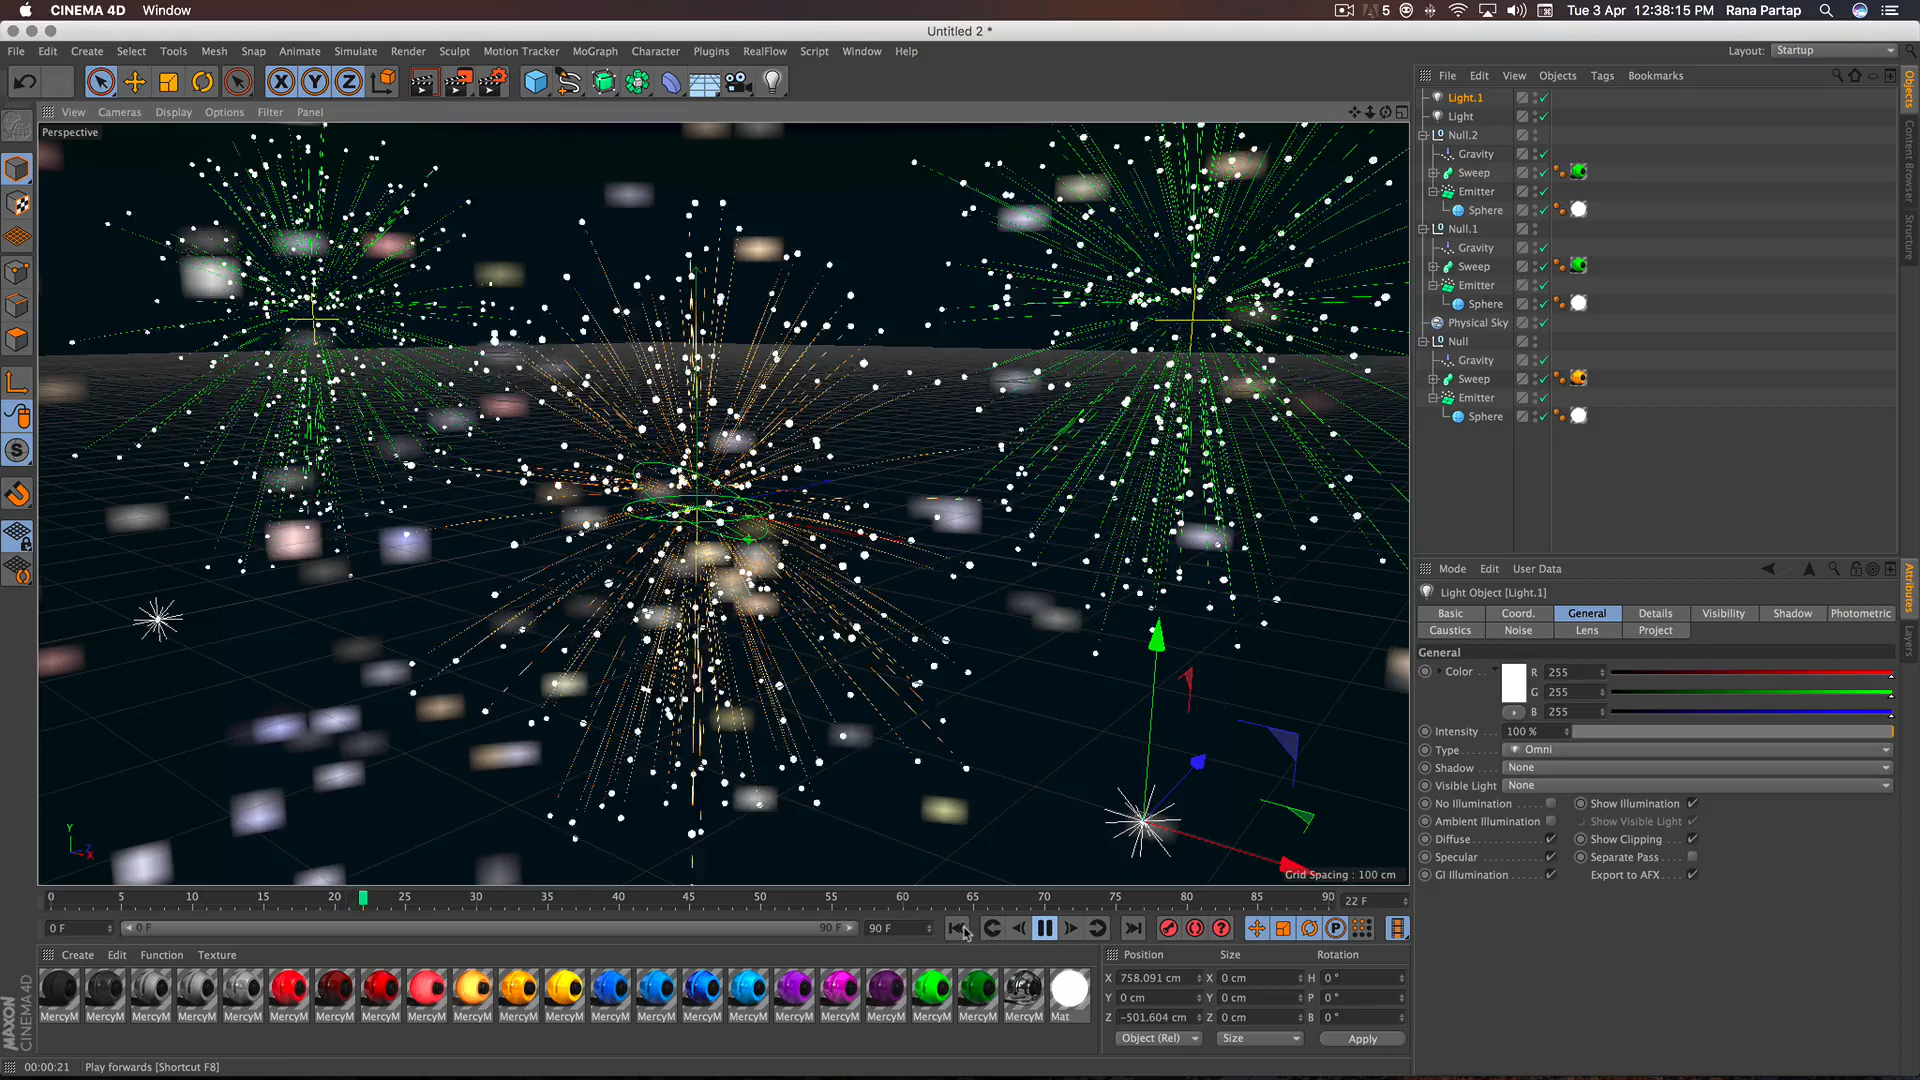 CINEMA 4D Window
5 Tue 3 Apr 12:38:15 PM Rana Partap
Untitled 2 *
File Edit Create Select Tools Mesh Snap Animate Simulate Render Sculpt Motion Tracker MoGraph Character Plugins RealFlow Script Window Help
Layout: Startup
X Y Z
File Edit View Objects Tags Bookmarks
View Cameras Display Options Filter Panel
Perspective
Light.1
Light
Null.2
Gravity
Sweep
Emitter
Sphere
Null.1
Gravity
Sweep
Emitter
Sphere
Physical Sky
Null
Gravity
Sweep
Emitter
Sphere
Objects
Content Browser
Structure
Mode Edit User Data
Light Object [Light.1]
Basic Coord. General Details Visibility Shadow Photometric
Caustics Noise Lens Project
General
Color R 255
G 255
B 255
Intensity 100 %
Type Omni
Shadow None
Visible Light None
No Illumination Show Illumination
Ambient Illumination Show Visible Light
Diffuse Show Clipping
Specular Separate Pass
GI Illumination Export to AFX
Attributes
Layers
Y
Z
X
Grid Spacing : 100 cm
0 5 10 15 20 25 30 35 40 45 50 55 60 65 70 75 80 85 90 22 F
0 F 0 F 90 F 90 F
Create Edit Function Texture
MercyM MercyM MercyM MercyM MercyM MercyM MercyM MercyM MercyM MercyM MercyM MercyM MercyM MercyM MercyM MercyM MercyM MercyM MercyM MercyM MercyM MercyM Mat
Position Size Rotation
X 758.091 cm X 0 cm H 0 °
Y 0 cm Y 0 cm P 0 °
Z -501.604 cm Z 0 cm B 0 °
Object (Rel) Size Apply
MAXON
CINEMA 4D
00:00:21 Play forwards [Shortcut F8]